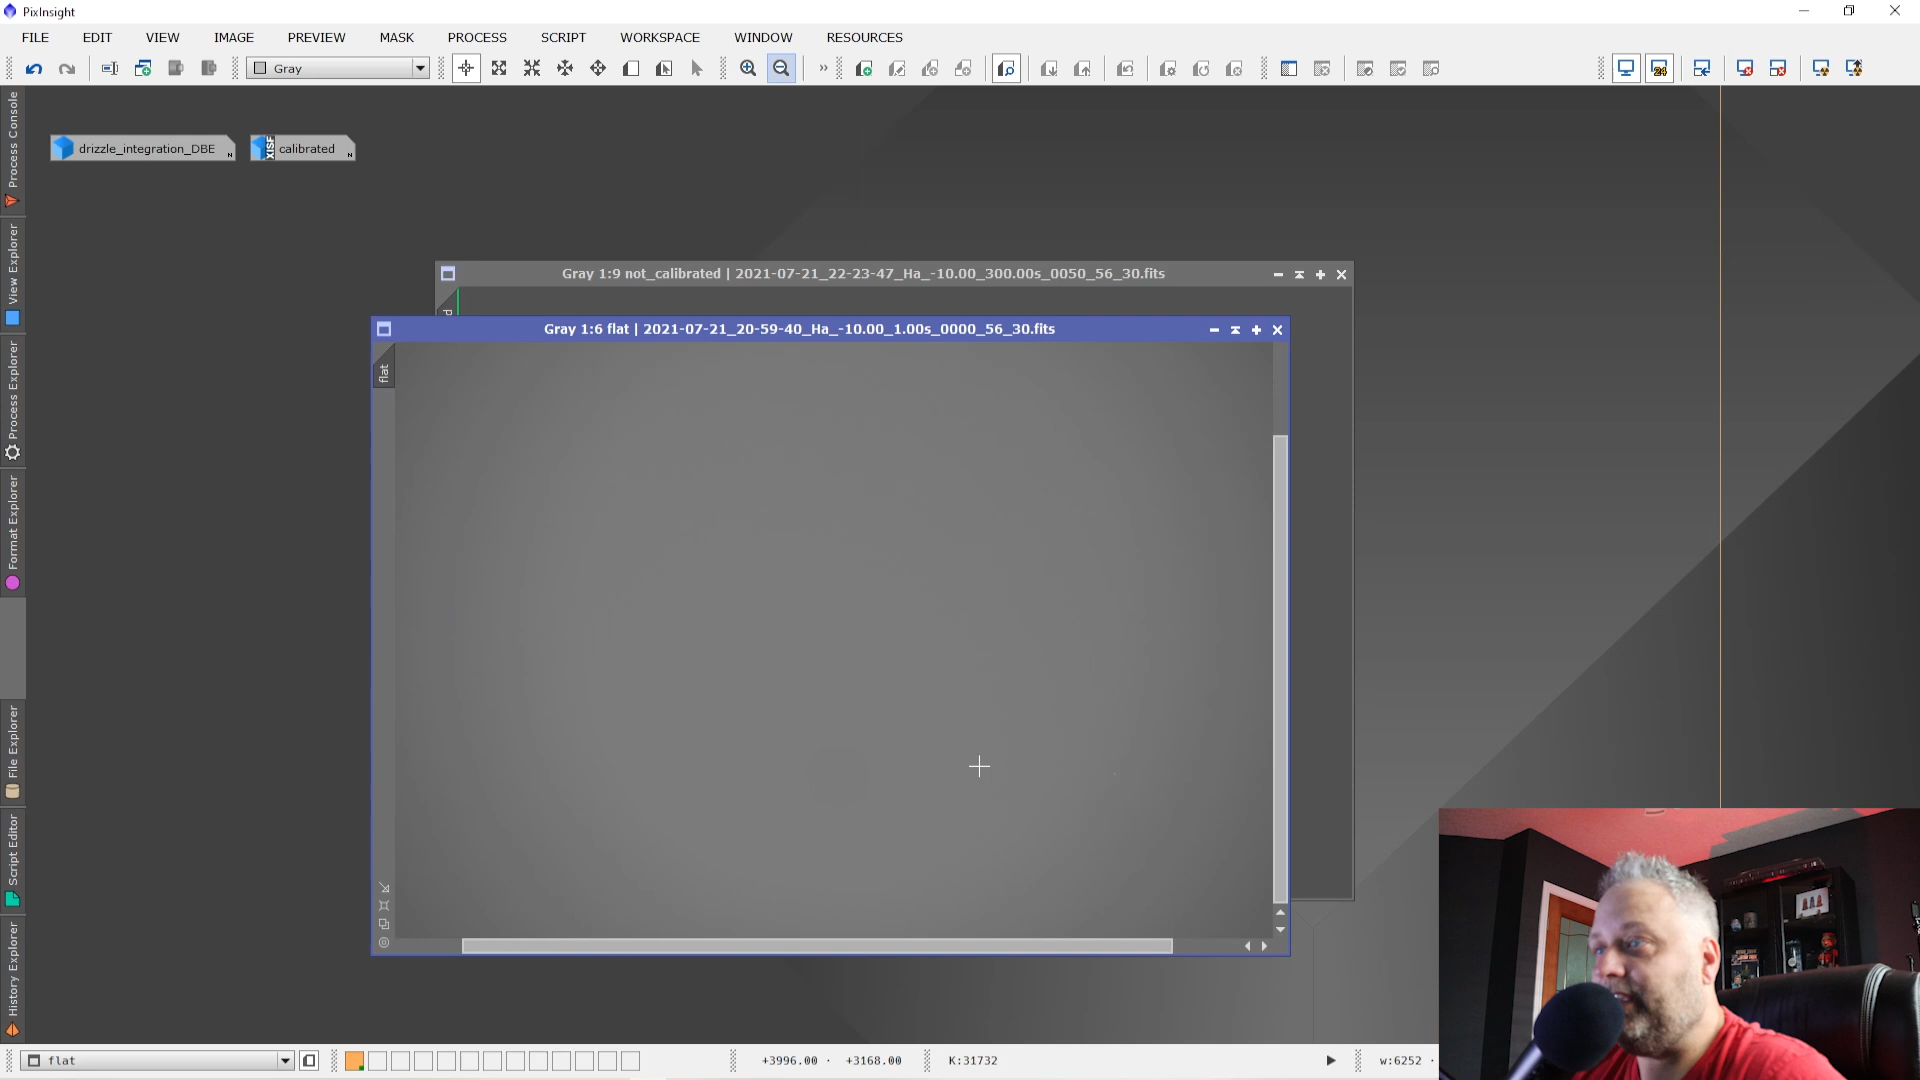 PixInsight
FILE EDIT VIEW IMAGE PREVIEW MASK PROCESS SCRIPT WORKSPACE WINDOW RESOURCES
Gray
24
Process Console
View Explorer
Process Explorer
Format Explorer
File Explorer
Script Editor
History Explorer
drizzle_integration_DBE
N
XISF
calibrated
N
Gray 1:9 not_calibrated | 2021-07-21_22-23-47_Ha_-10.00_300.00s_0050_56_30.fits
Gray 1:6 flat | 2021-07-21_20-59-40_Ha_-10.00_1.00s_0000_56_30.fits
flat
flat
+3996.00 · +3168.00
K:31732
w:6252 ·